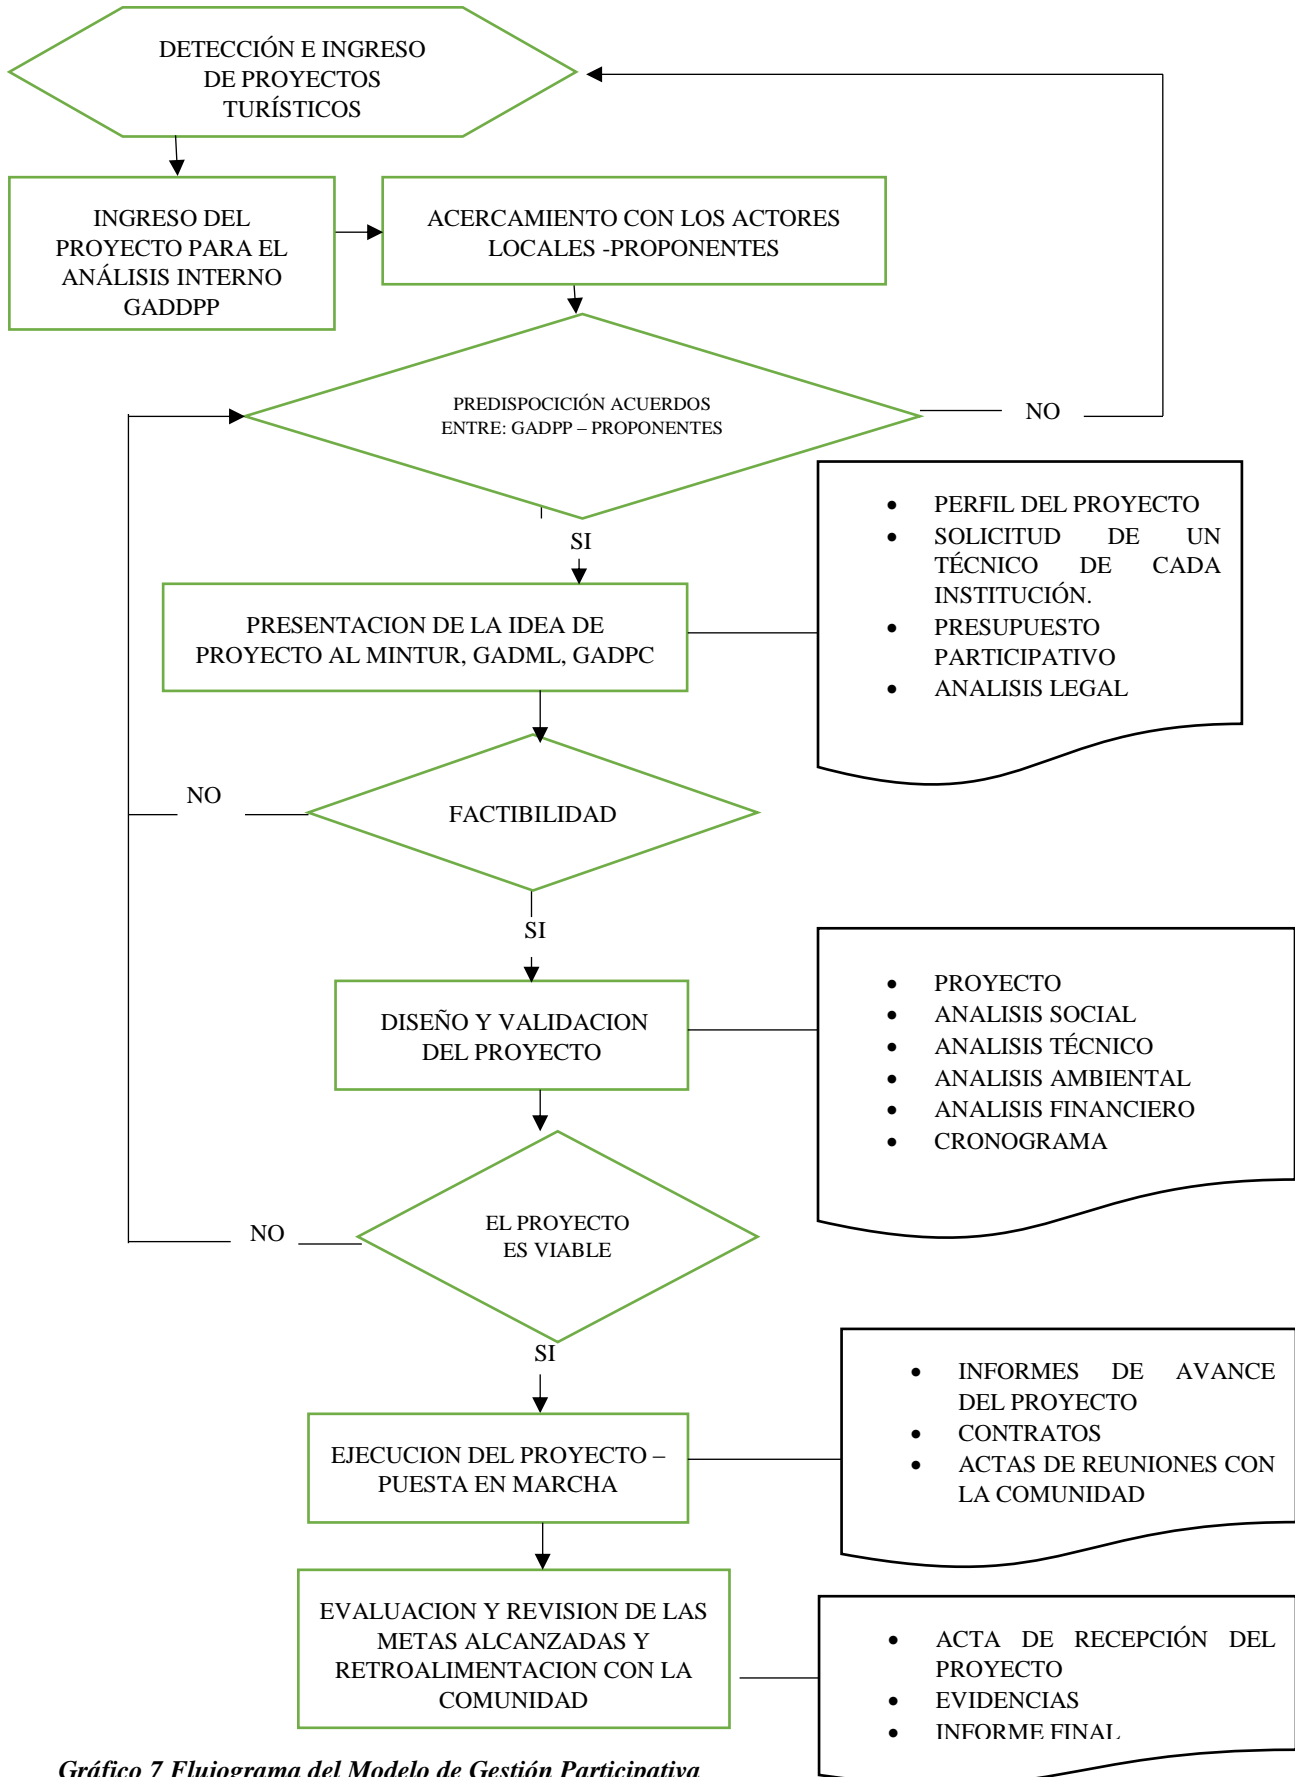 DETECCIÓN E INGRESO
DE PROYECTOS
TURÍSTICOS
INGRESO DEL
PROYECTO PARA EL
ANÁLISIS INTERNO
GADDPP
ACERCAMIENTO CON LOS ACTORES
LOCALES -PROPONENTES
PREDISPOCICIÓN ACUERDOS
ENTRE: GADPP – PROPONENTES
NO
SI
• PERFIL DEL PROYECTO
• SOLICITUD DE UN
TÉCNICO DE CADA
INSTITUCIÓN.
• PRESUPUESTO
PARTICIPATIVO
• ANALISIS LEGAL
PRESENTACION DE LA IDEA DE
PROYECTO AL MINTUR, GADML, GADPC
NO
FACTIBILIDAD
SI
DISEÑO Y VALIDACION
DEL PROYECTO
• PROYECTO
• ANALISIS SOCIAL
• ANALISIS TÉCNICO
• ANALISIS AMBIENTAL
• ANALISIS FINANCIERO
• CRONOGRAMA
NO
EL PROYECTO
ES VIABLE
SI
EJECUCION DEL PROYECTO –
PUESTA EN MARCHA
• INFORMES DE AVANCE
DEL PROYECTO
• CONTRATOS
• ACTAS DE REUNIONES CON
LA COMUNIDAD
EVALUACION Y REVISION DE LAS
METAS ALCANZADAS Y
RETROALIMENTACION CON LA
COMUNIDAD
• ACTA DE RECEPCIÓN DEL
PROYECTO
• EVIDENCIAS
• INFORME FINAL
Gráfico 7 Flujograma del Modelo de Gestión Participativa